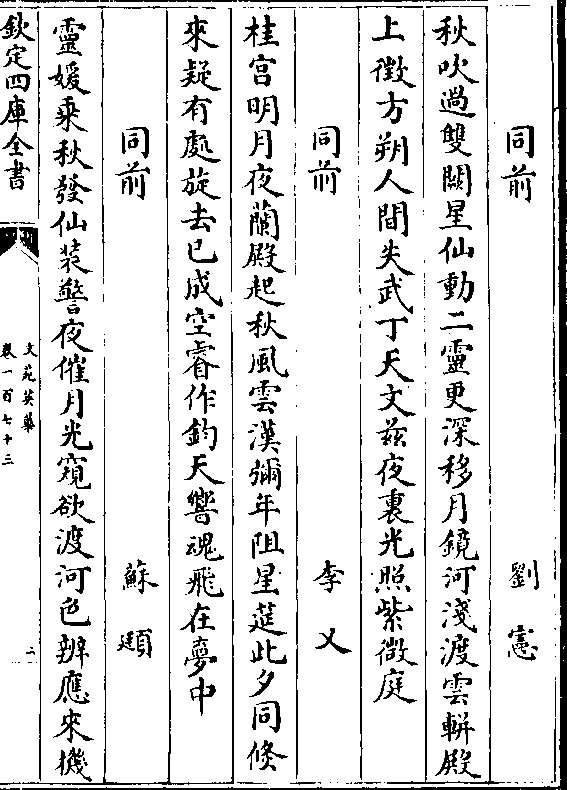 同前 劉憲
秋吹過雙闕星仙動二靈更深移月鏡河淺渡雲軿殿
上徴方朔人間失武丁天文兹夜裏光照紫微庭
同前 李乂
桂宫明月夜蘭殿起秋風雲漢彌年阻星筵此夕同倐
來疑有處旋去已成空睿作鈞天響魂飛在夢中
同前 蘇頲
靈媛乗秋發仙装警夜催月光窺欲渡河色辨應來機
欽定四庫全書
文苑英華
卷一百七十三
二